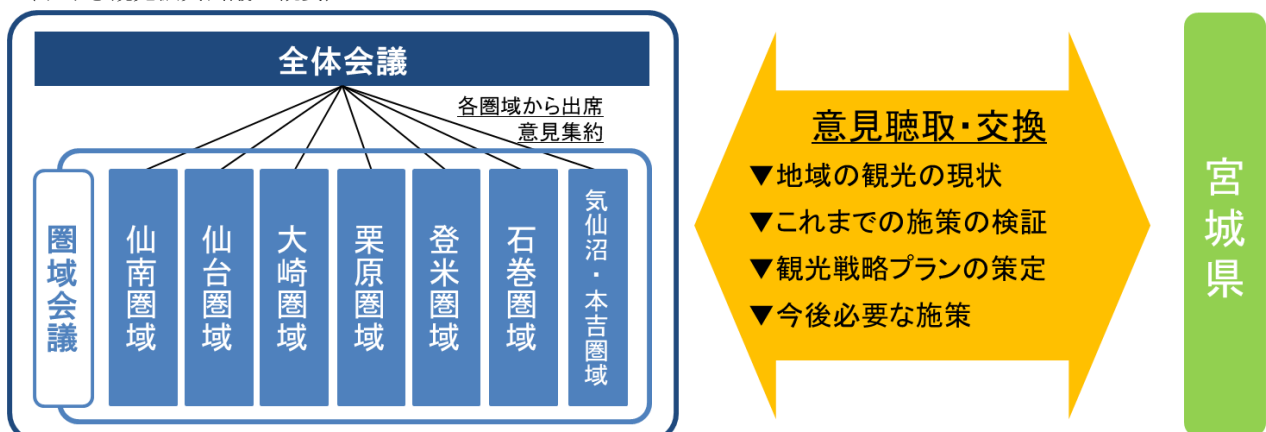 全体会議
各圏域から出席
意見集約
圏域会議
仙南圏域
仙台圏域
大崎圏域
栗原圏域
登米圏域
石巻圏域
気仙沼・本吉圏域
意見聴取・交換
▼地域の観光の現状
▼これまでの施策の検証
▼観光戦略プランの策定
▼今後必要な施策
宮城県